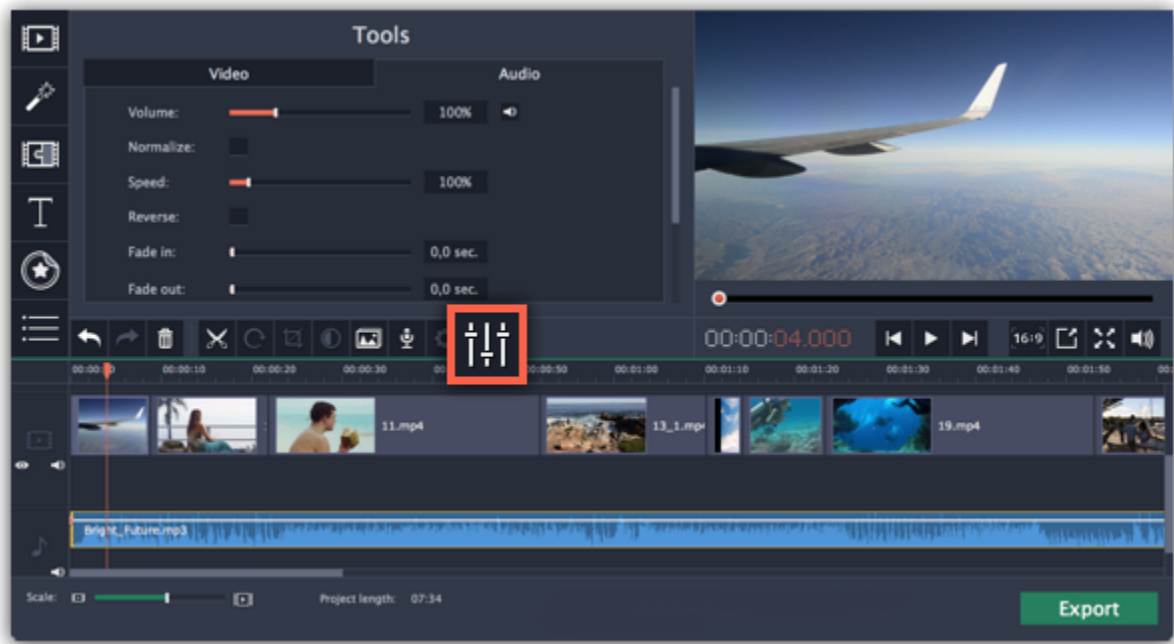 Tools
Video
Audio
Volume:
100%
Normalize:
Speed:
100%
Reverse:
Fade in:
0,0 sec.
Fade out:
0,0 sec.
00:00:04.000
16:9
00:00:10
00:00:20
00:00:30
00:00:50
00:01:00
00:01:10
00:01:20
00:01:30
00:01:40
00:01:50
11.mp4
13_1.mp4
19.mp4
Bright_Future.mp3
Scale:
Project length: 07:34
Export